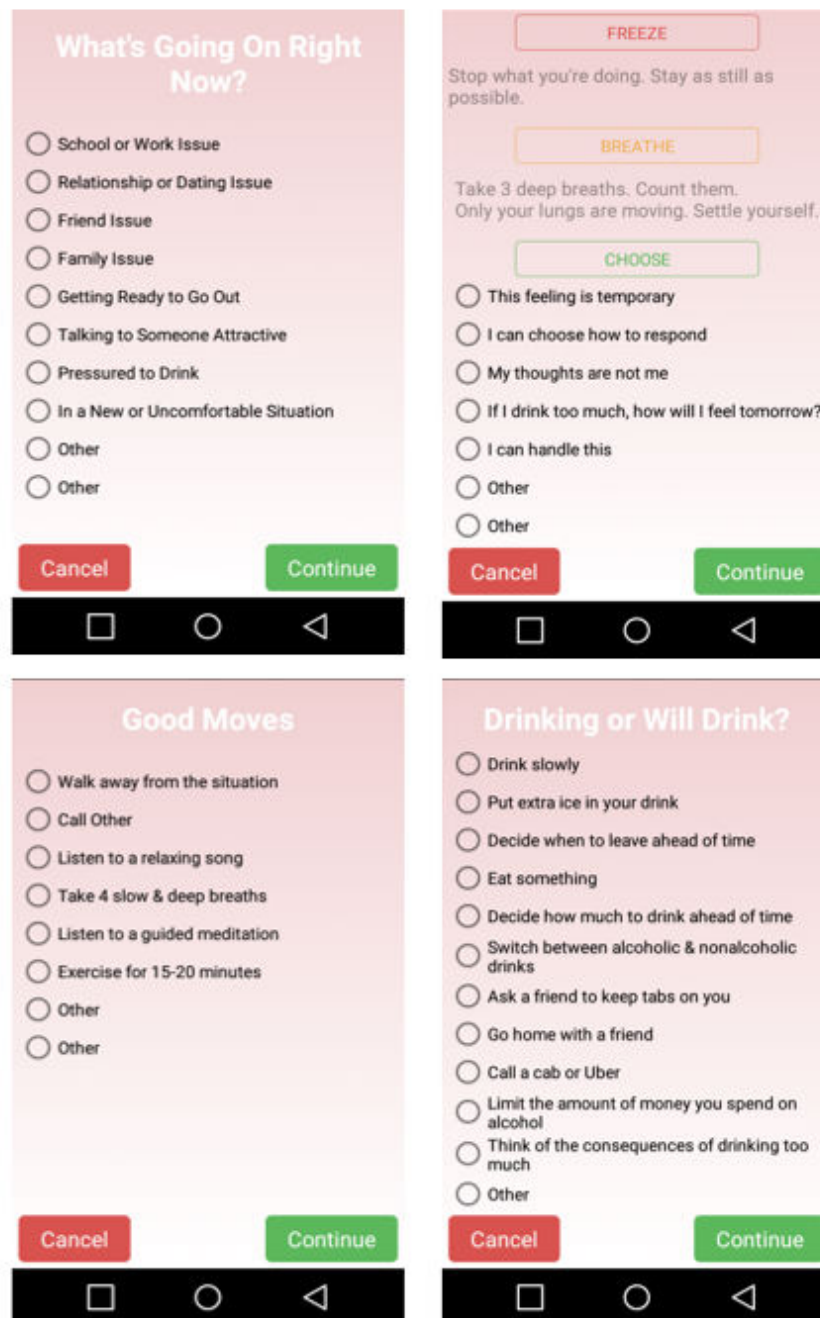 What's Going On Right
Now?
School or Work Issue
Relationship or Dating Issue
Friend Issue
Family Issue
Getting Ready to Go Out
Talking to Someone Attractive
Pressured to Drink
In a New or Uncomfortable Situation
Other
Other
Cancel
Continue
FREEZE
Stop what you're doing. Stay as still as
possible.
BREATHE
Take 3 deep breaths. Count them.
Only your lungs are moving. Settle yourself.
CHOOSE
This feeling is temporary
I can choose how to respond
My thoughts are not me
If I drink too much, how will I feel tomorrow?
I can handle this
Other
Other
Cancel
Continue
Good Moves
Walk away from the situation
Call Other
Listen to a relaxing song
Take 4 slow & deep breaths
Listen to a guided meditation
Exercise for 15-20 minutes
Other
Other
Cancel
Continue
Drinking or Will Drink?
Drink slowly
Put extra ice in your drink
Decide when to leave ahead of time
Eat something
Decide how much to drink ahead of time
Switch between alcoholic & nonalcoholic
drinks
Ask a friend to keep tabs on you
Go home with a friend
Call a cab or Uber
Limit the amount of money you spend on
alcohol
Think of the consequences of drinking too
much
Other
Cancel
Continue